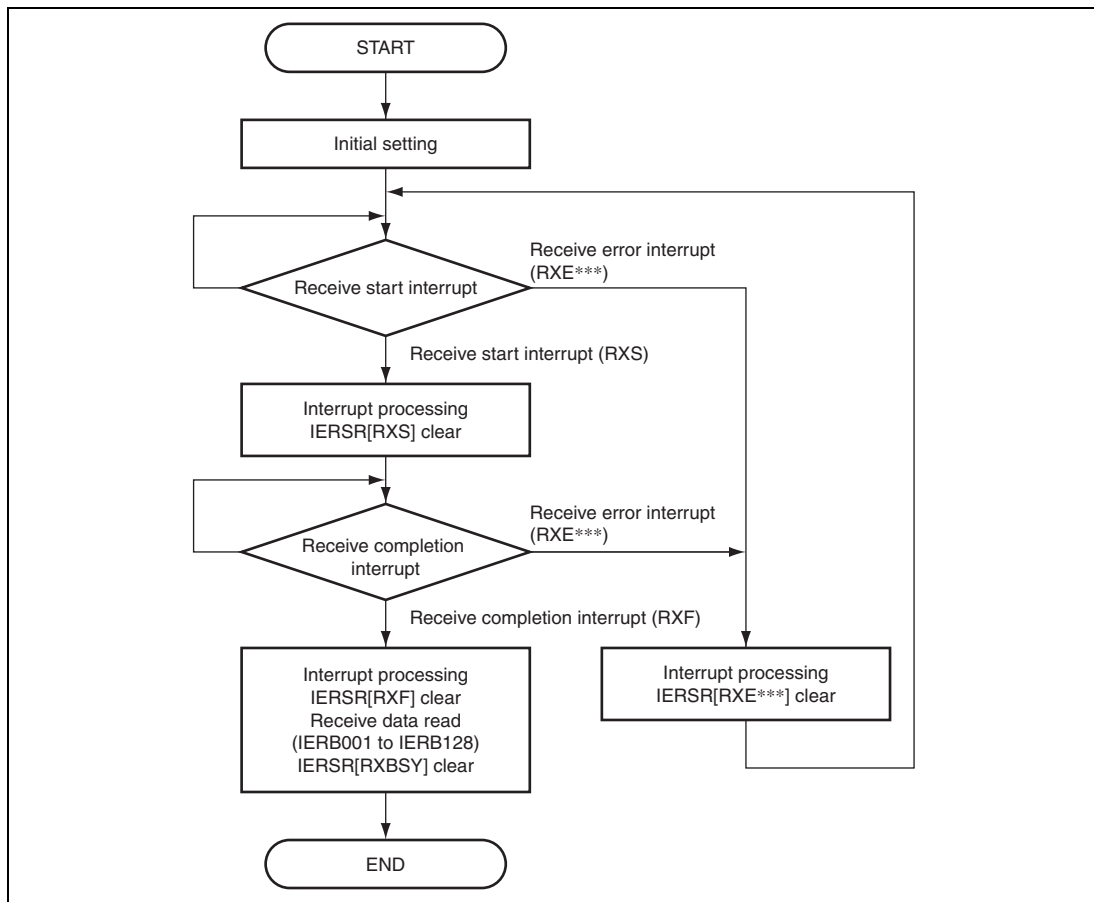 START
Initial setting
Receive error interrupt
(RXE***)
Receive start interrupt
Receive start interrupt (RXS)
Interrupt processing
IERSR[RXS] clear
Receive error interrupt
(RXE***)
Receive completion
interrupt
Receive completion interrupt (RXF)
Interrupt processing
IERSR[RXF] clear
Receive data read
(IERB001 to IERB128)
IERSR[RXBSY] clear
Interrupt processing
IERSR[RXE***] clear
END